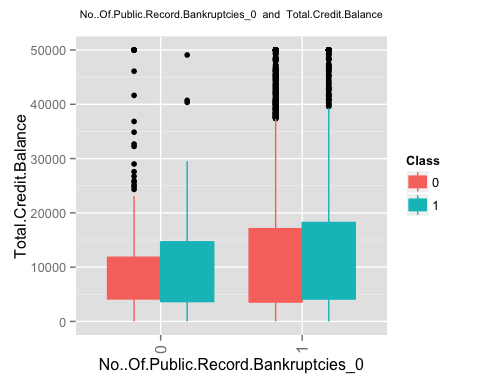 No..Of.Public.Record.Bankruptcies_0 and Total.Credit.Balance
50000
40000
30000
20000
10000
0
Total.Credit.Balance
0
1
No..Of.Public.Record.Bankruptcies_0
Class
0
1